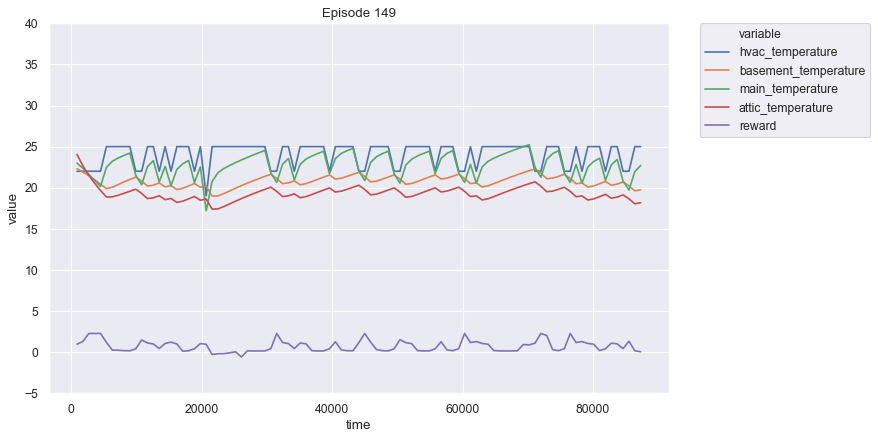 Episode 149
value
40
35
30
25
20
15
10
5
0
−5
0
20000
40000
60000
80000
time
variable
hvac_temperature
basement_temperature
main_temperature
attic_temperature
reward